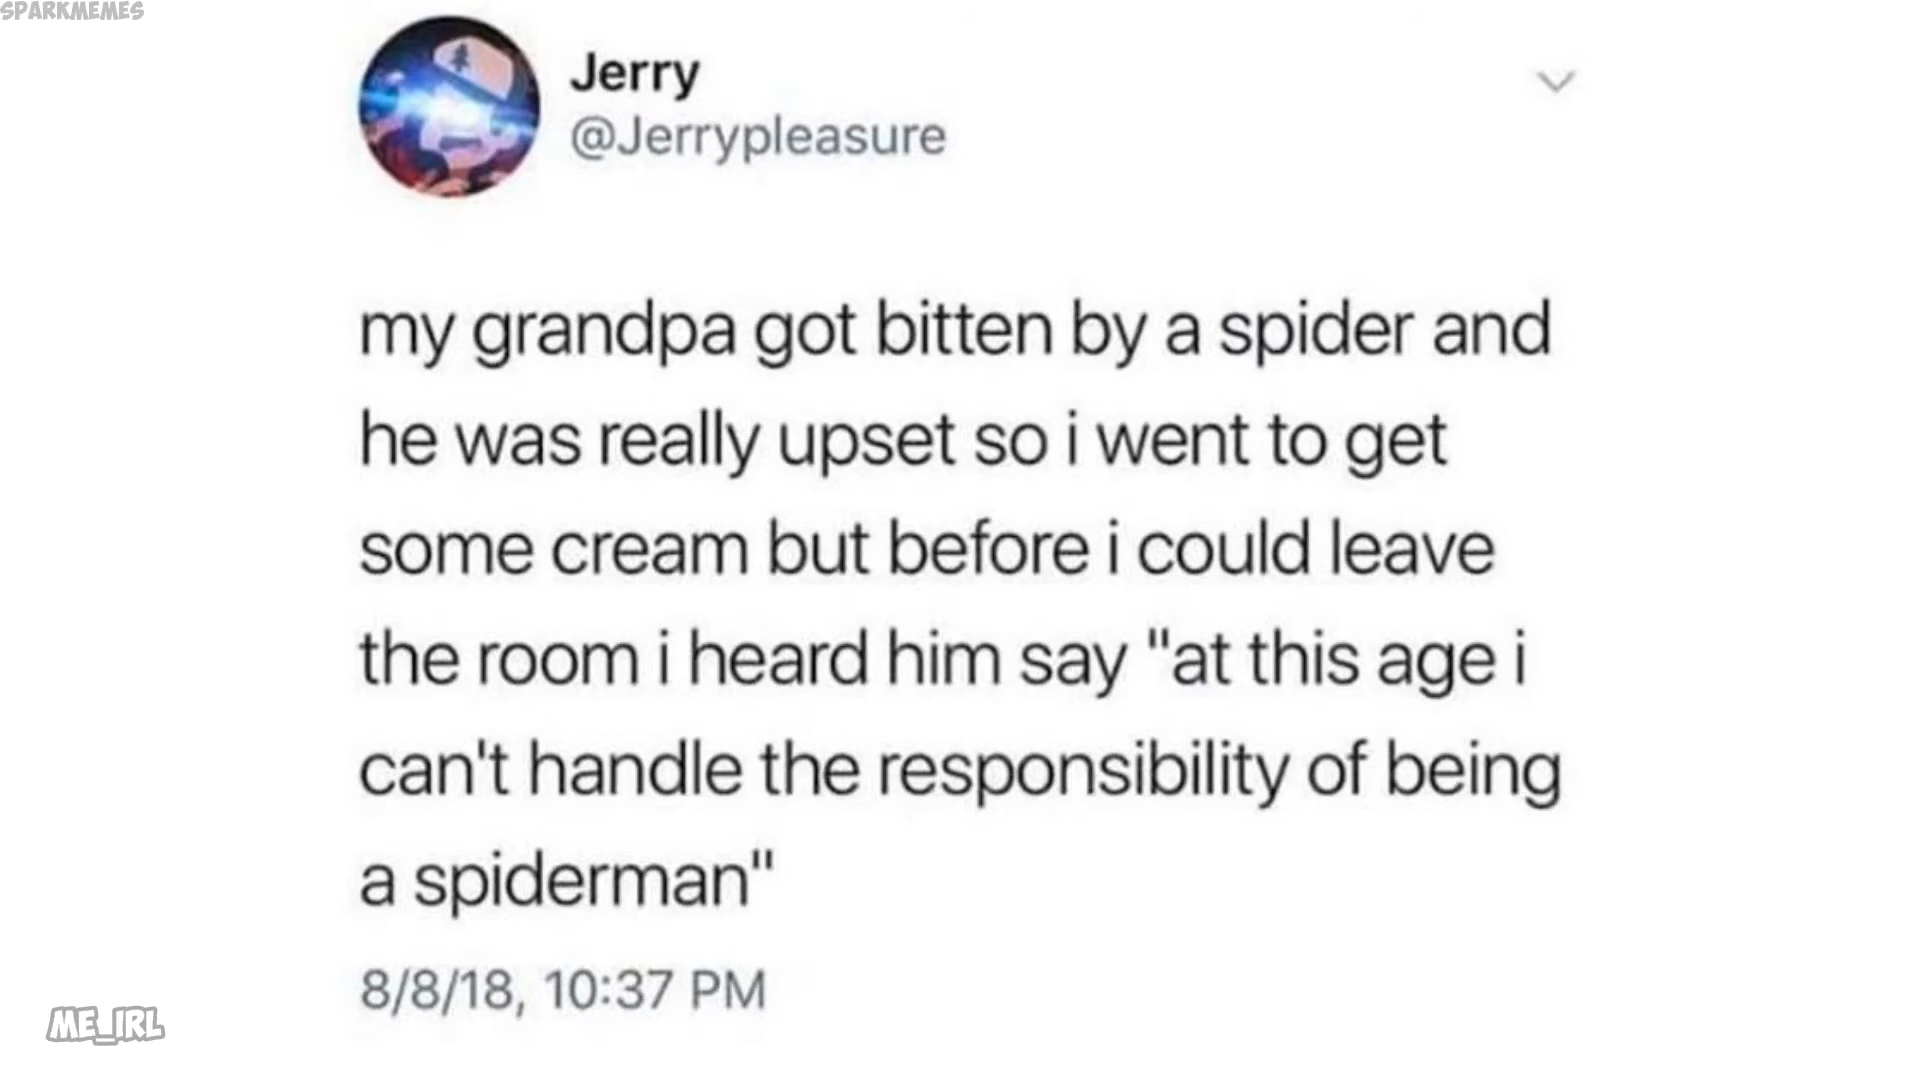 SPARKMEMES
Jerry
@Jerrypleasure
my grandpa got bitten by a spider and
he was really upset so i went to get
some cream but before i could leave
the room i heard him say "at this age i
can't handle the responsibility of being
a spiderman"
8/8/18, 10:37 PM
ME_IRL